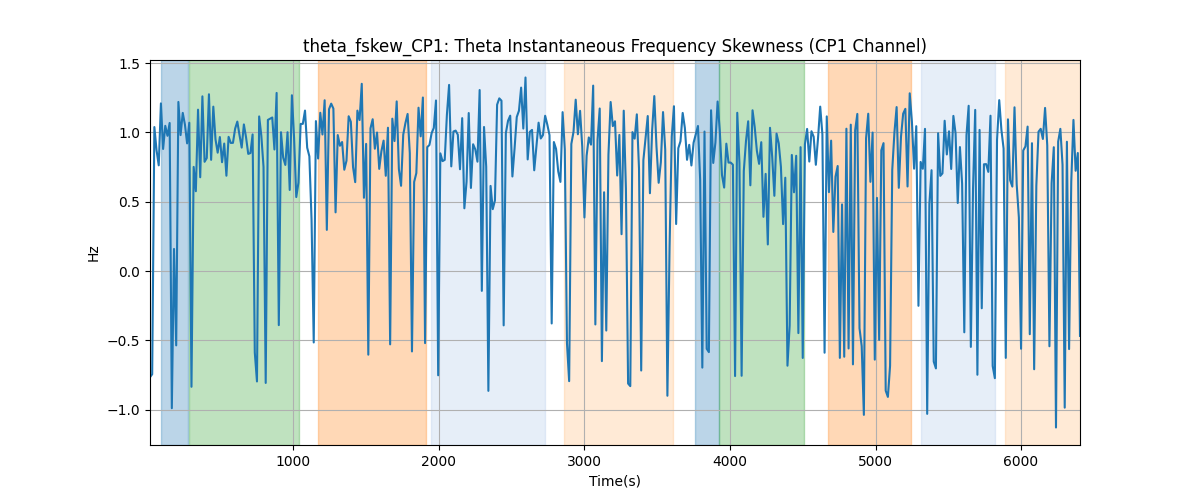 theta_fskew_CP1: Theta Instantaneous Frequency Skewness (CP1 Channel)
1.5
1.0
0.5
0.0
−0.5
−1.0
Hz
1000 2000 3000 4000 5000 6000
Time(s)